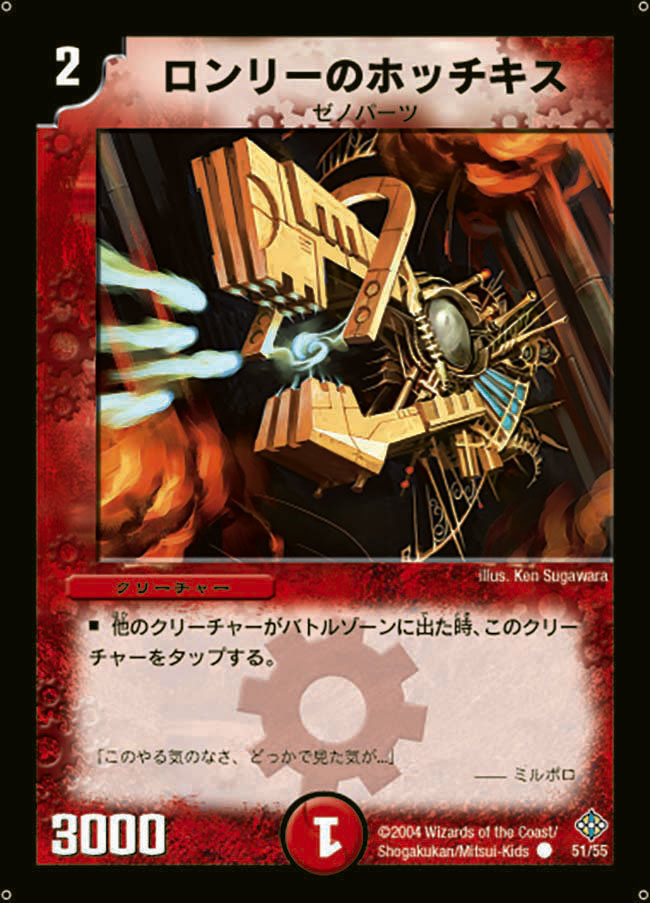 2
ロンリーのホッチキス
ゼノパーツ
illus. Ken Sugawara
クリーチャー
■ 他のクリーチャーがバトルゾーンに出た時、このクリー
チャーをタップする。
「このやる気のなさ、どっかで見た気が...」
—— ミルポロ
3000
1
©2004 Wizards of the Coast/
Shogakukan/Mitsui-Kids
51/55